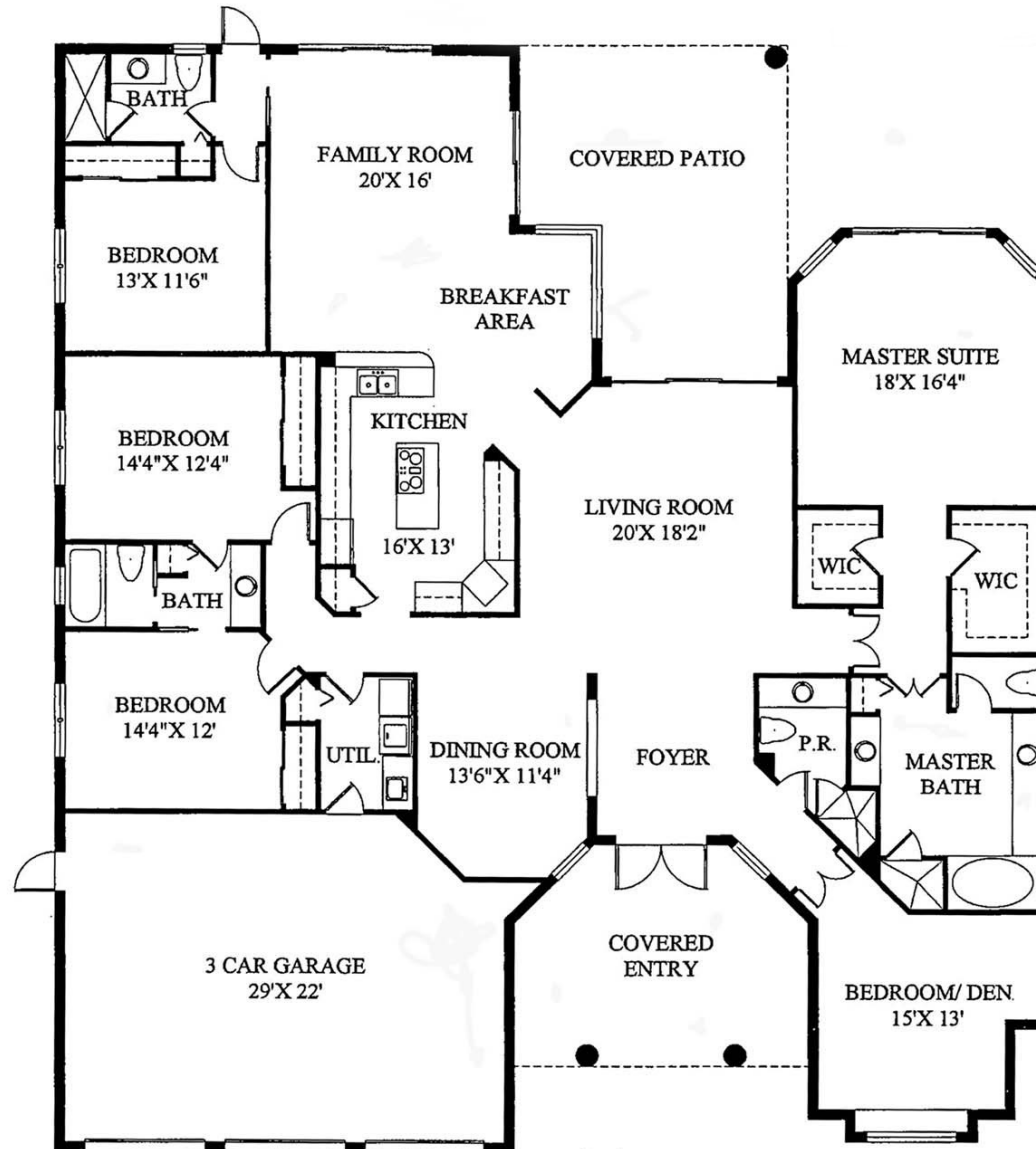 BATH
FAMILY ROOM
20'X 16'
COVERED PATIO
BEDROOM
13'X 11'6"
BREAKFAST
AREA
MASTER SUITE
18'X 16'4"
KITCHEN
16'X 13'
BEDROOM
14'4"X 12'4"
LIVING ROOM
20'X 18'2"
WIC
WIC
BATH
BEDROOM
14'4"X 12'
UTIL.
DINING ROOM
13'6"X 11'4"
FOYER
P.R.
MASTER
BATH
3 CAR GARAGE
29'X 22'
COVERED
ENTRY
BEDROOM/ DEN
15'X 13'